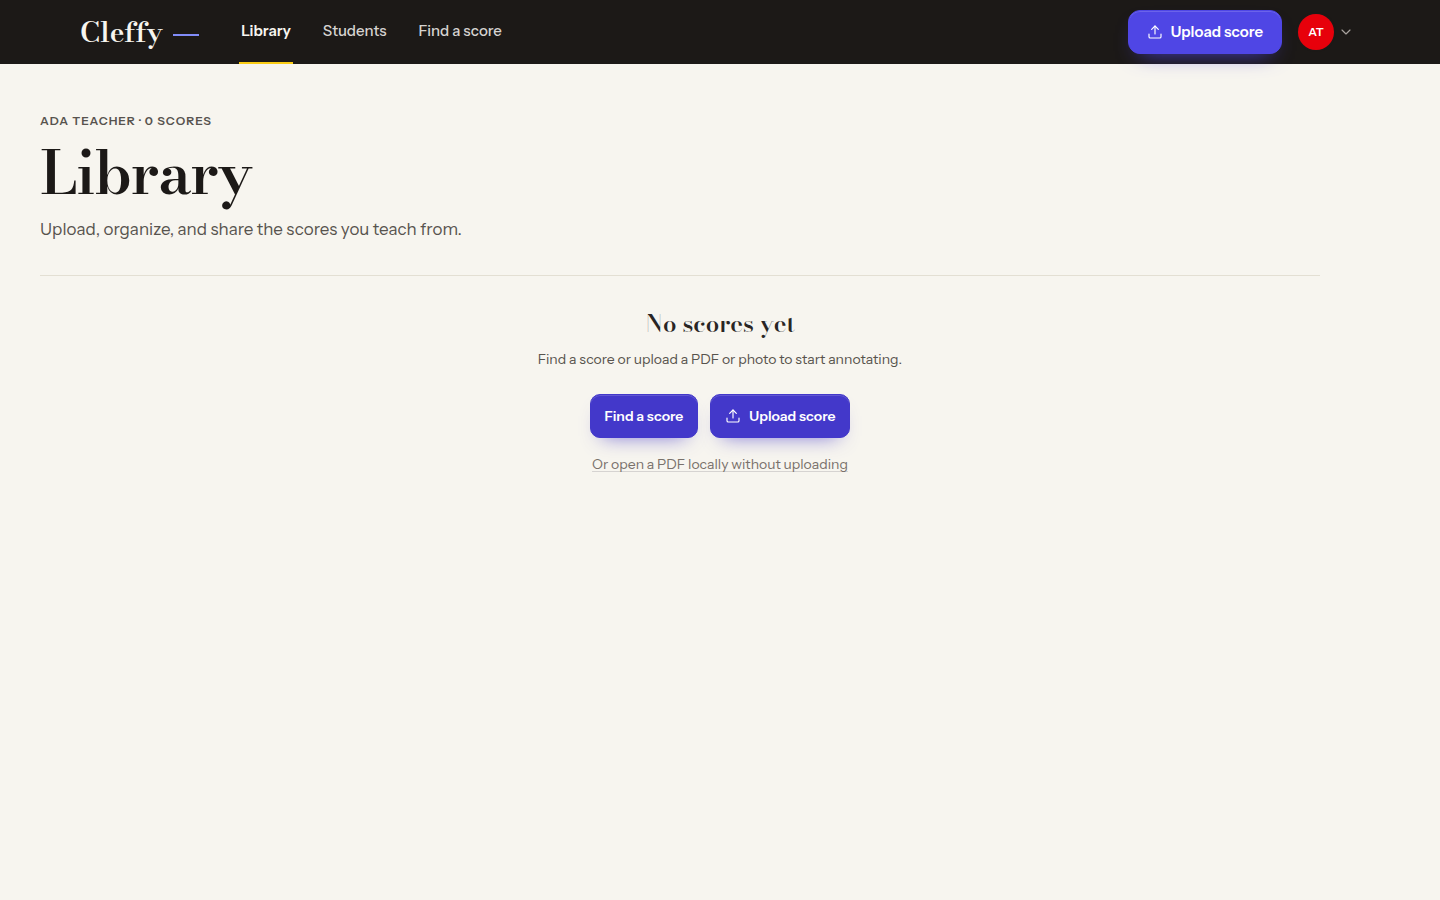 Cleffy
Library
Students
Find a score
Upload score
AT
ADA TEACHER · 0 SCORES
Library
Upload, organize, and share the scores you teach from.
No scores yet
Find a score or upload a PDF or photo to start annotating.
Find a score
Upload score
Or open a PDF locally without uploading